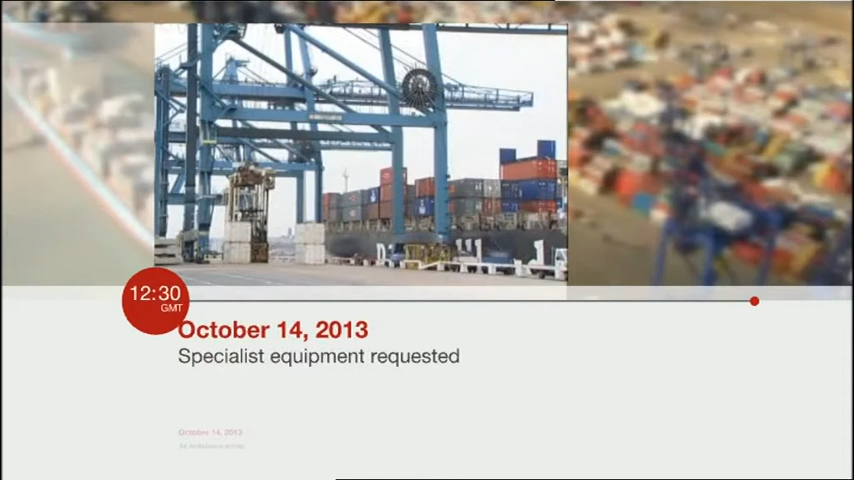 12:30
GMT
October 14, 2013
Specialist equipment requested
October 14, 2013